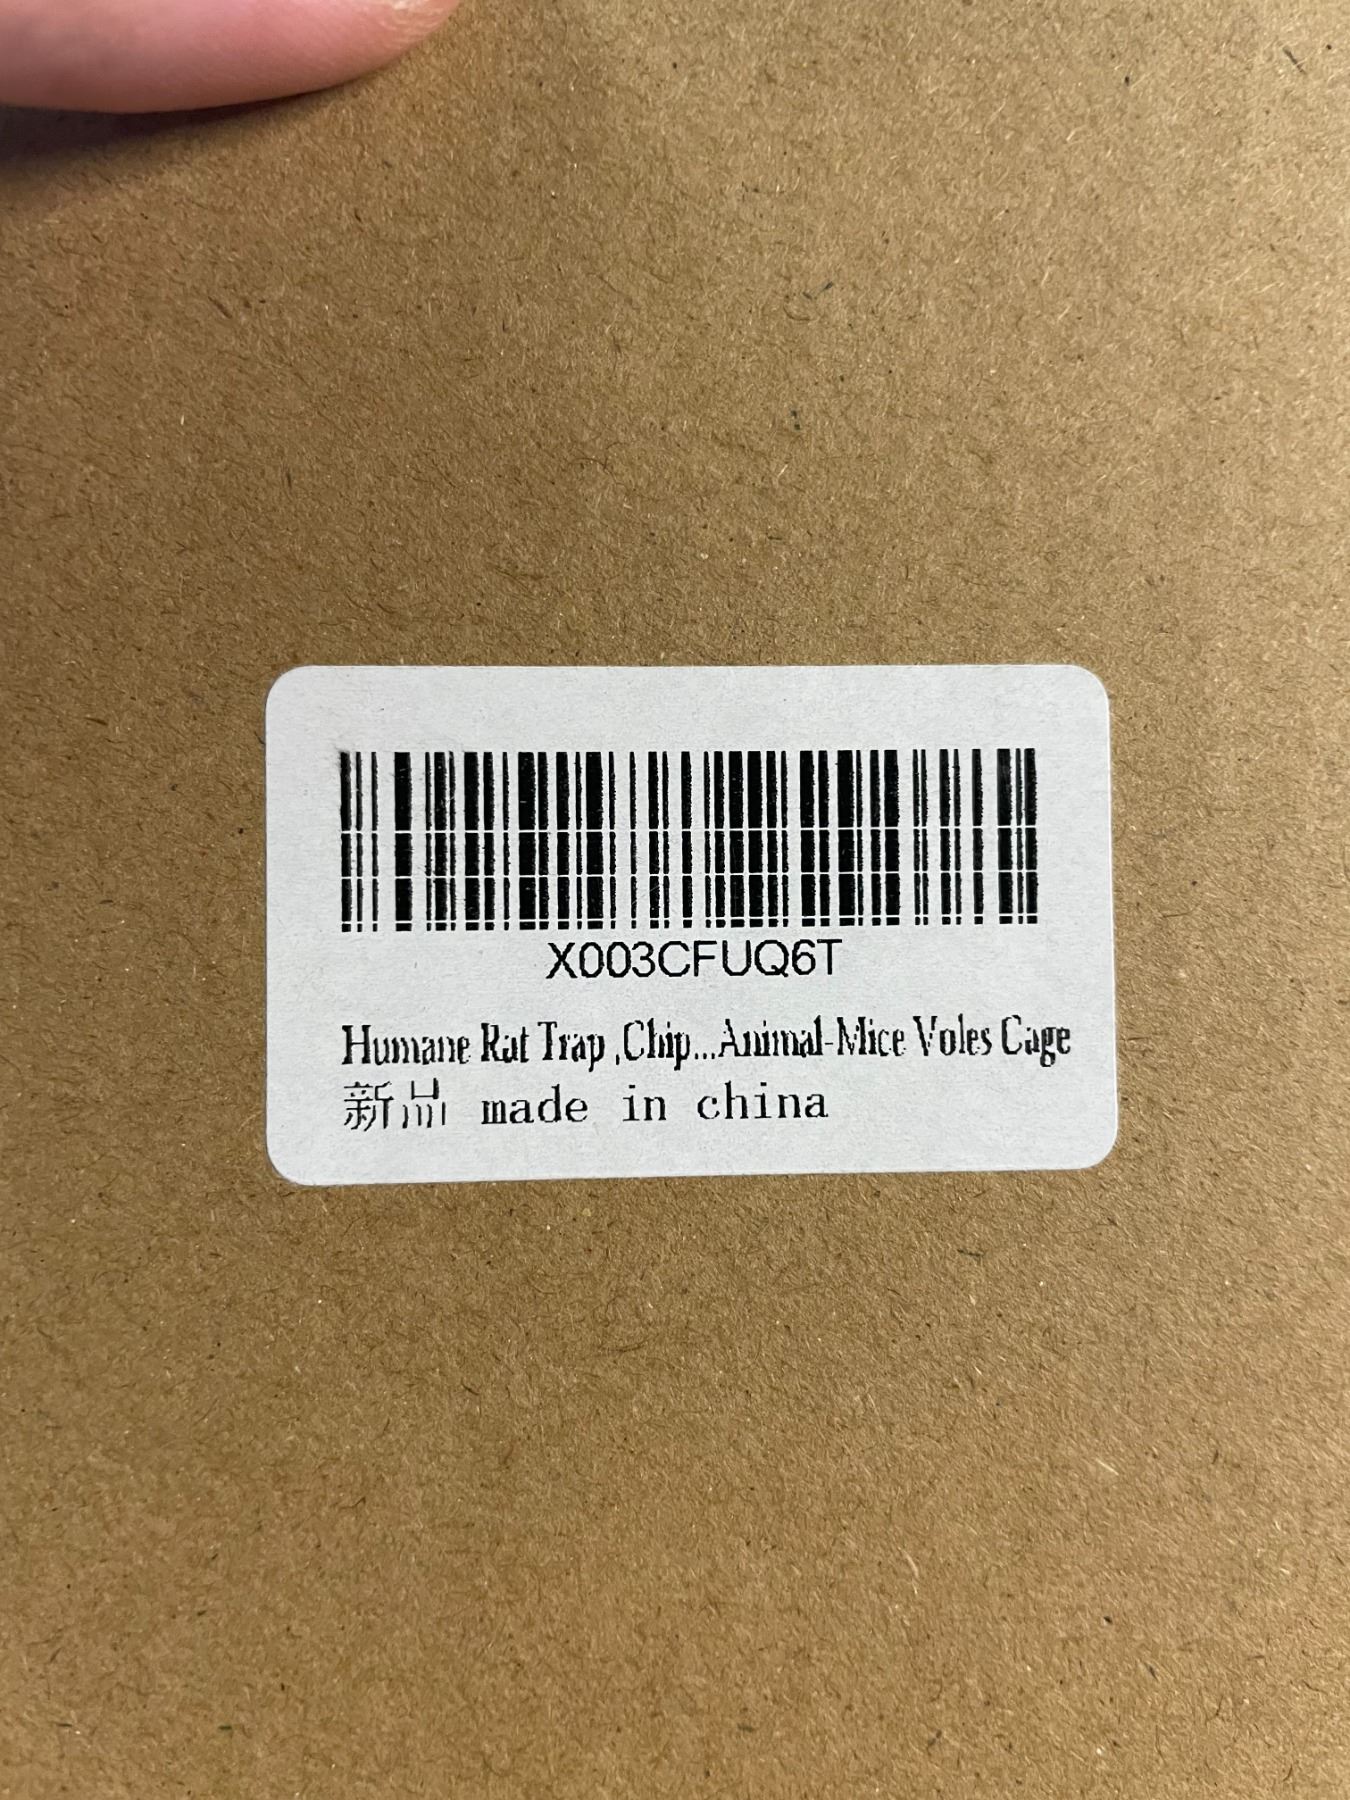 X003CFUQ6T
Humane Rat Trap ,Chip...Animal-Mice Voles Cage
新品 made in china